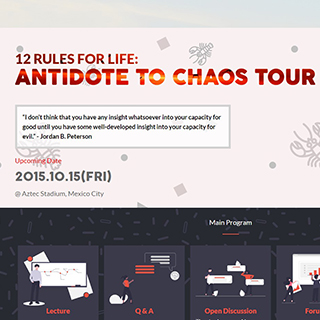 12 RULES FOR LIFE:
ANTIDOTE TO CHAOS TOUR
"I don't think that you have any insight whatsoever into your capacity for
good until you have some well-developed insight into your capacity for
evil." - Jordan B. Peterson
Upcoming Date
2015.10.15(FRI)
@ Aztec Stadium, Mexico City
Main Program
Lecture
Q & A
Open Discussion
Foru